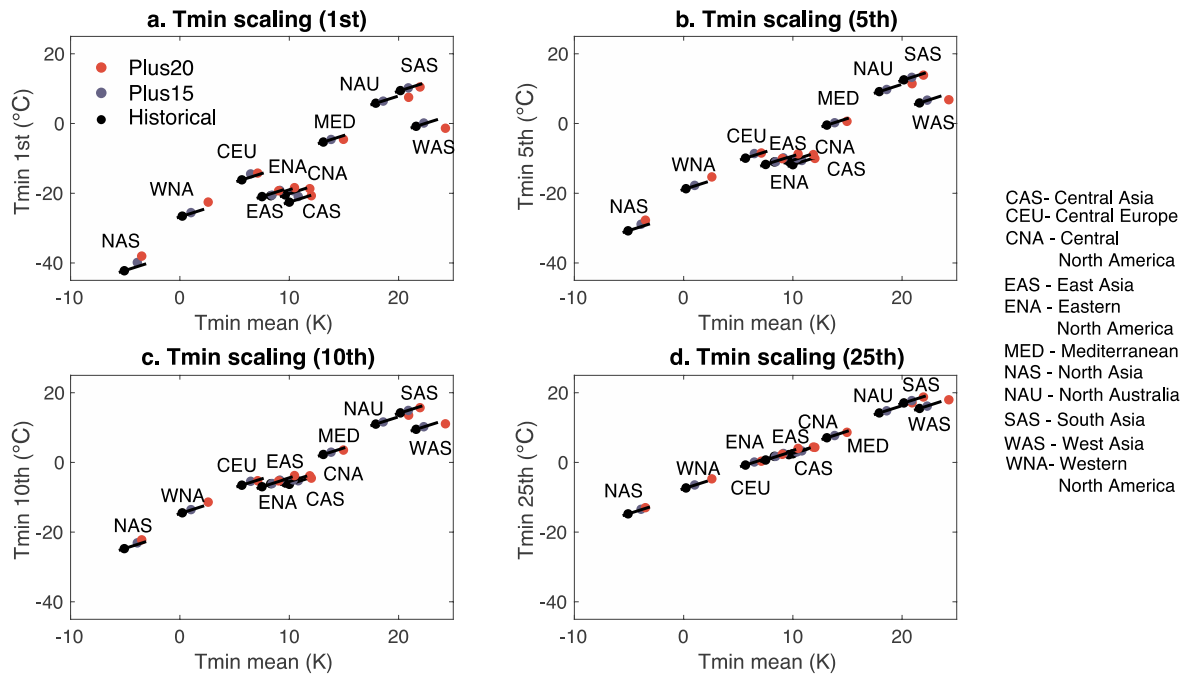 a. Tmin scaling (1st)
20
0
-20
-40
-10
0
10
20
Tmin 1st (°C)
Tmin mean (K)
Plus20
Plus15
Historical
NAS
WNA
CEU
EAS
ENA
CNA
CAS
MED
NAU
SAS
WAS
b. Tmin scaling (5th)
20
0
-20
-40
-10
0
10
20
Tmin 5th (°C)
Tmin mean (K)
NAS
WNA
CEU
EAS
ENA
CNA
CAS
MED
NAU
SAS
WAS
c. Tmin scaling (10th)
20
0
-20
-40
-10
0
10
20
Tmin 10th (°C)
Tmin mean (K)
NAS
WNA
CEU
EAS
ENA
CNA
CAS
MED
NAU
SAS
WAS
d. Tmin scaling (25th)
20
0
-20
-40
-10
0
10
20
Tmin 25th (°C)
Tmin mean (K)
NAS
WNA
ENA
CEU
EAS
CNA
CAS
MED
NAU
SAS
WAS
CAS- Central Asia
CEU- Central Europe
CNA - Central
North America
EAS - East Asia
ENA - Eastern
North America
MED - Mediterranean
NAS - North Asia
NAU - North Australia
SAS - South Asia
WAS - West Asia
WNA- Western
North America